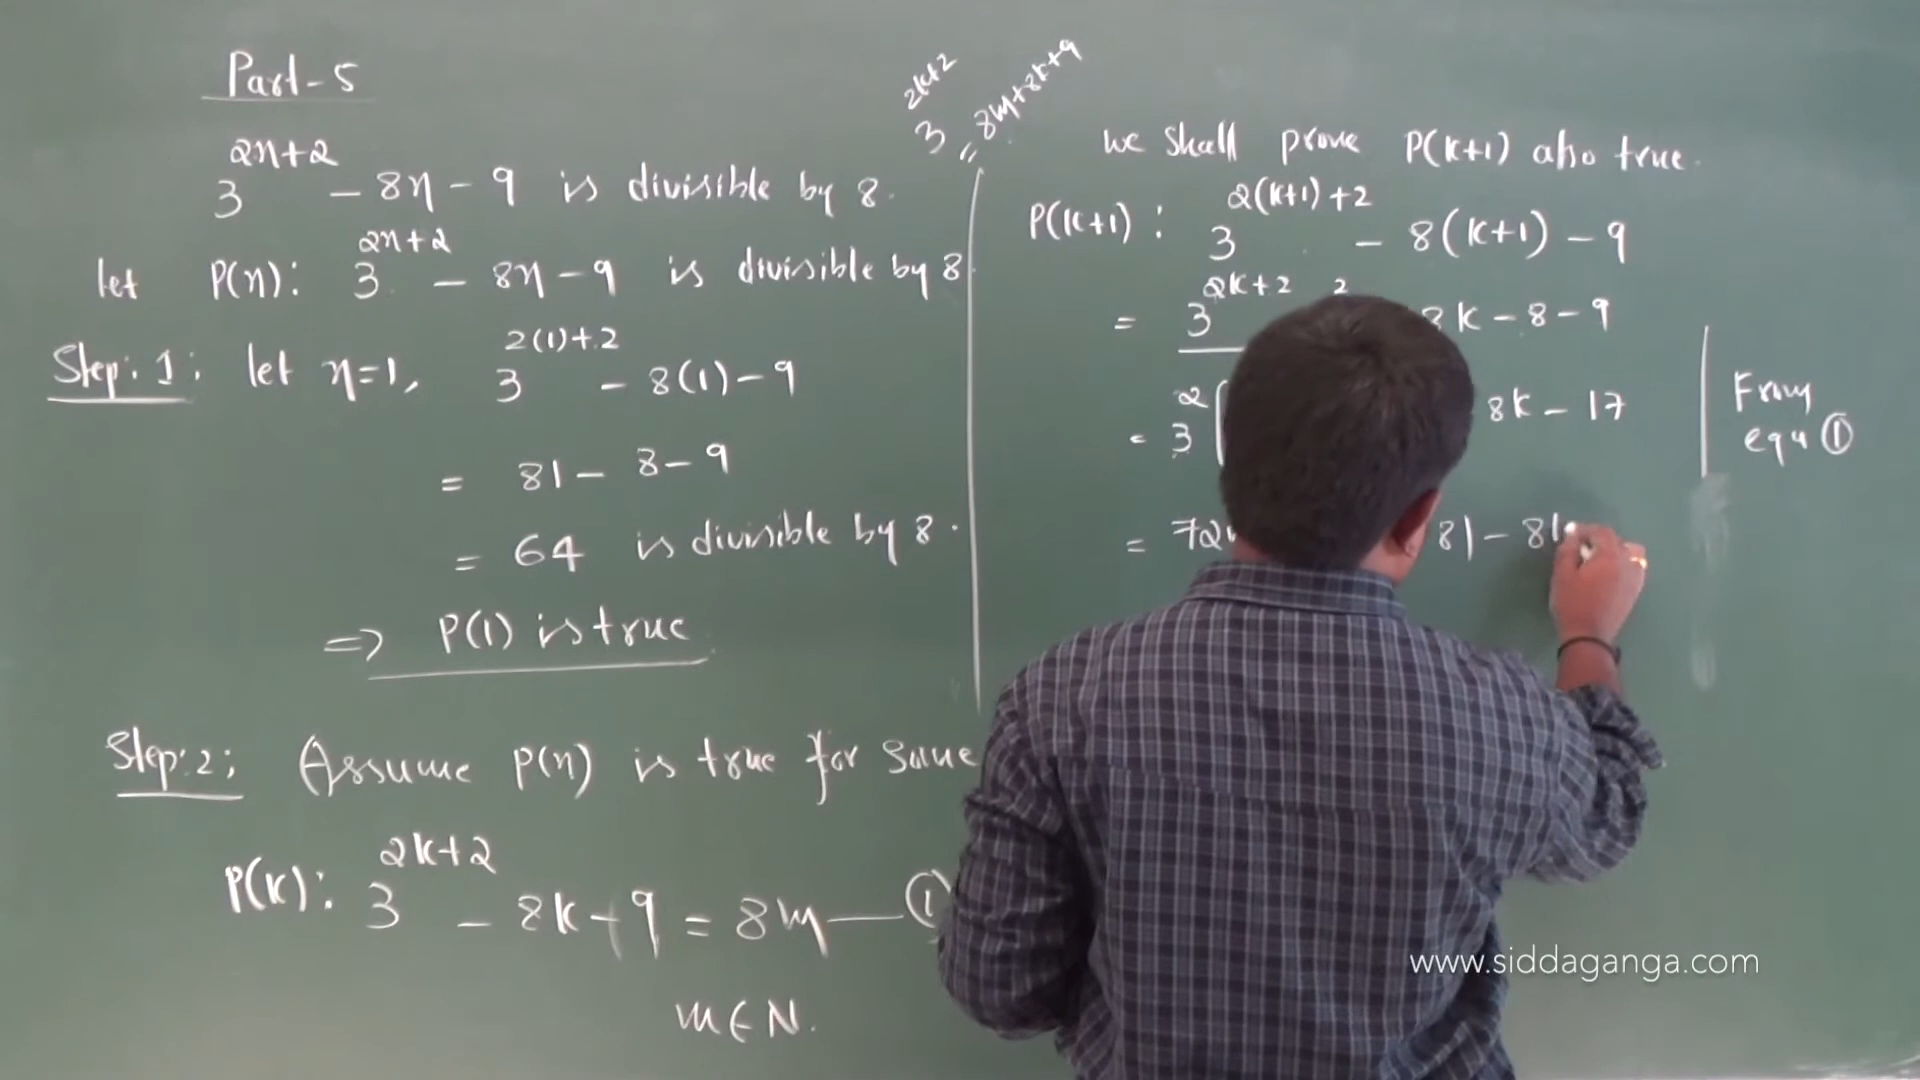 Part-5
3^{2n+2} - 8n - 9 is divisible by 8.
let P(n): 3^{2n+2} - 8n - 9 is divisible by 8
Step: 1: let n=1, 3^{2(1)+2} - 8(1) - 9
= 81 - 8 - 9
= 64 is divisible by 8.
=> P(1) is true
Step: 2; Assume P(n) is true for some
P(k): 3^{2k+2} - 8k - 9 = 8m — ①
m ∈ N.
3^{2k+2} = 8m+8k+9
We shall prove P(k+1) also true.
P(k+1): 3^{2(k+1)+2} - 8(k+1) - 9
= 3^{2k+2} 2 8k - 8 - 9
= 3^2 ( 8k - 17
From
equ ①
= 72 81 - 8
www.siddaganga.com